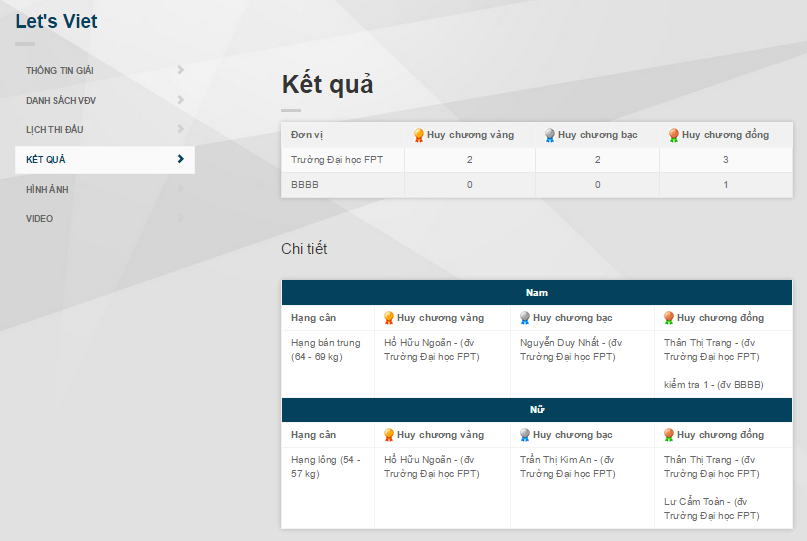 Let's Viet
THÔNG TIN GIẢI
DANH SÁCH VĐV
LỊCH THI ĐẤU
KẾT QUẢ
HÌNH ẢNH
VIDEO
Kết quả
Đơn vị Huy chương vàng Huy chương bạc Huy chương đồng
Trường Đại học FPT 2 2 3
BBBB 0 0 1
Chi tiết
Nam
Hạng cân Huy chương vàng Huy chương bạc Huy chương đồng
Hạng bán trung Hồ Hữu Ngoãn - (đv Nguyễn Duy Nhất - (đv Thân Thị Trang - (đv
(64 - 69 kg) Trường Đại học FPT) Trường Đại học FPT) Trường Đại học FPT)
kiểm tra 1 - (đv BBBB)
Nữ
Hạng cân Huy chương vàng Huy chương bạc Huy chương đồng
Hạng lông (54 - Hồ Hữu Ngoãn - (đv Trần Thị Kim An - (đv Thân Thị Trang - (đv
57 kg) Trường Đại học FPT) Trường Đại học FPT) Trường Đại học FPT)
Lư Cẩm Toàn - (đv
Trường Đại học FPT)